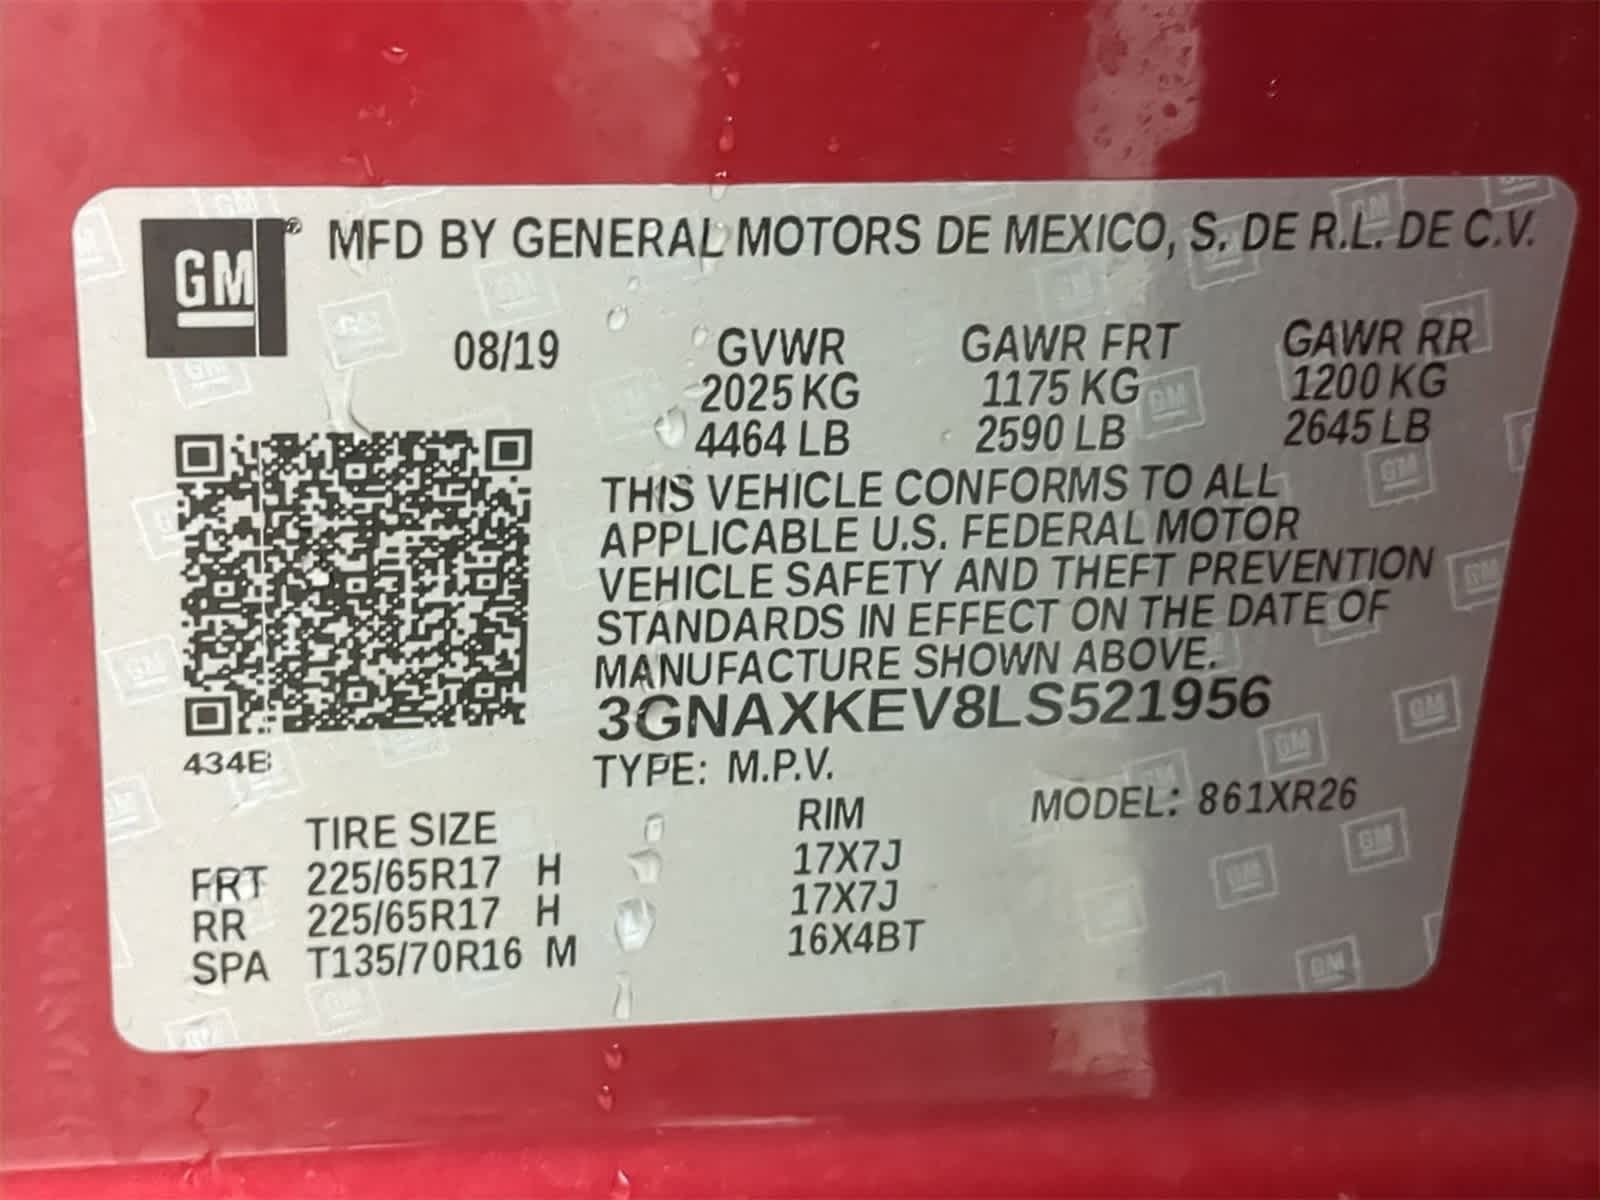 GM® MFD BY GENERAL MOTORS DE MEXICO, S. DE R.L. DE C.V.
08/19 GVWR GAWR FRT GAWR RR
2025 KG 1175 KG 1200 KG
4464 LB 2590 LB 2645 LB
THIS VEHICLE CONFORMS TO ALL
APPLICABLE U.S. FEDERAL MOTOR
VEHICLE SAFETY AND THEFT PREVENTION
STANDARDS IN EFFECT ON THE DATE OF
MANUFACTURE SHOWN ABOVE.
3GNAXKEV8LS521956
434B
TYPE: M.P.V. MODEL: 861XR26
TIRE SIZE RIM
FRT 225/65R17 H 17X7J
RR 225/65R17 H 17X7J
SPA T135/70R16 M 16X4BT